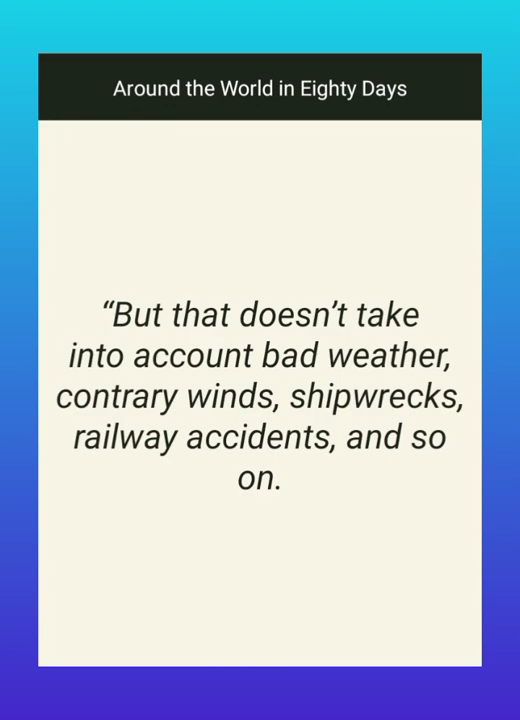 Around the World in Eighty Days
“But that doesn’t take
into account bad weather,
contrary winds, shipwrecks,
railway accidents, and so
on.